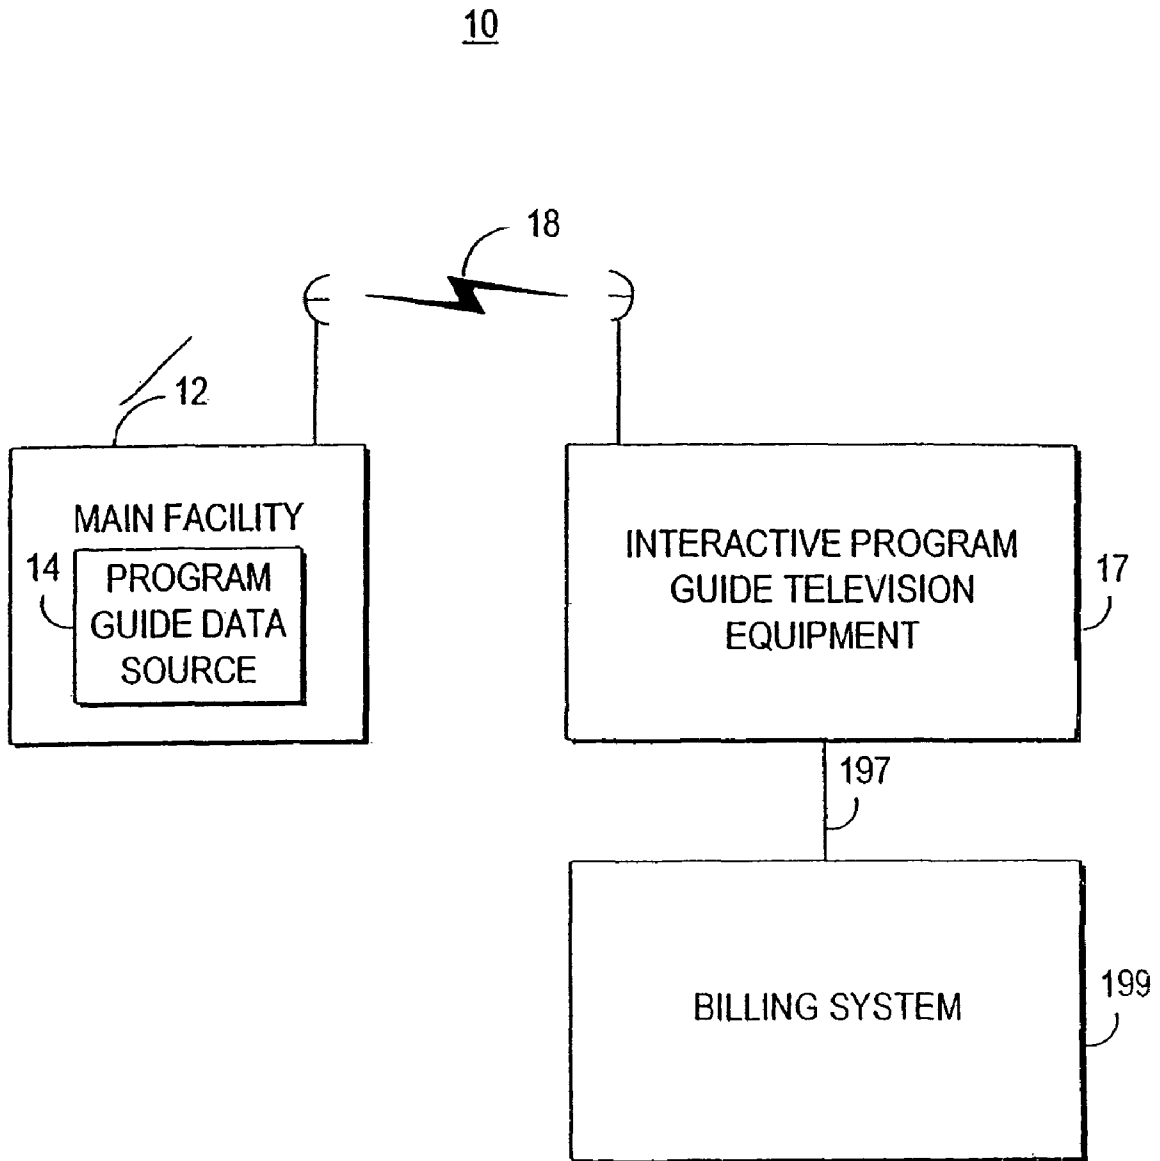 10
18
12
MAIN FACILITY
14
PROGRAM
GUIDE DATA
SOURCE
INTERACTIVE PROGRAM
GUIDE TELEVISION
EQUIPMENT
17
197
BILLING SYSTEM
199